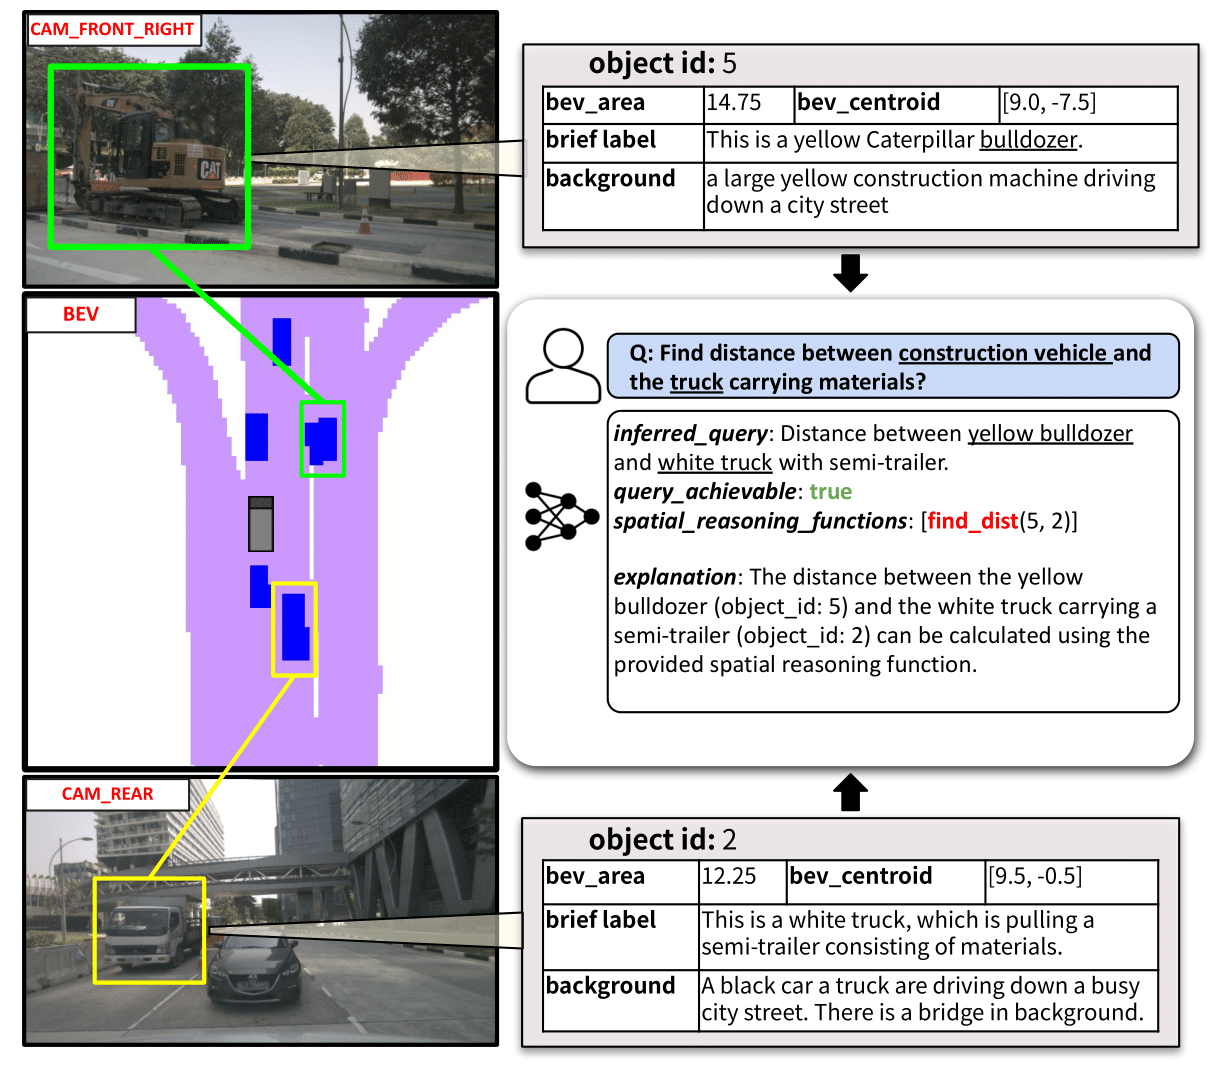 CAM_FRONT_RIGHT
CAT
object id: 5
bev_area 14.75 bev_centroid [9.0, -7.5]
brief label This is a yellow Caterpillar bulldozer.
background a large yellow construction machine driving
down a city street
BEV
Q: Find distance between construction vehicle and
the truck carrying materials?
inferred_query: Distance between yellow bulldozer
and white truck with semi-trailer.
query_achievable: true
spatial_reasoning_functions: [find_dist(5, 2)]
explanation: The distance between the yellow
bulldozer (object_id: 5) and the white truck carrying a
semi-trailer (object_id: 2) can be calculated using the
provided spatial reasoning function.
CAM_REAR
object id: 2
bev_area 12.25 bev_centroid [9.5, -0.5]
brief label This is a white truck, which is pulling a
semi-trailer consisting of materials.
background A black car a truck are driving down a busy
city street. There is a bridge in background.